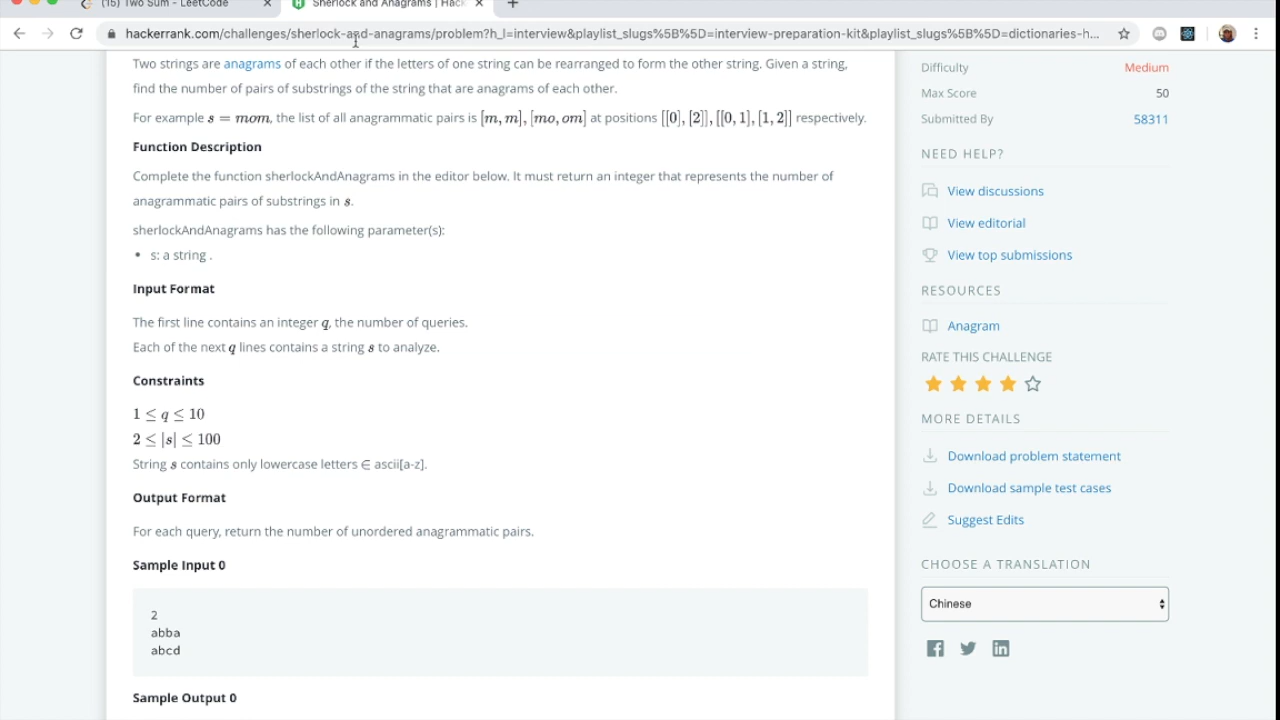 (15) Two Sum - LeetCode
Sherlock and Anagrams | Hack
hackerrank.com/challenges/sherlock-and-anagrams/problem?h_l=interview&playlist_slugs%5B%5D=interview-preparation-kit&playlist_slugs%5B%5D=dictionaries-h...
Two strings are anagrams of each other if the letters of one string can be rearranged to form the other string. Given a string,
find the number of pairs of substrings of the string that are anagrams of each other.
For example s = mom, the list of all anagrammatic pairs is [m, m], [mo, om] at positions [[0], [2]], [[0, 1], [1, 2]] respectively.
Function Description
Complete the function sherlockAndAnagrams in the editor below. It must return an integer that represents the number of
anagrammatic pairs of substrings in s.
sherlockAndAnagrams has the following parameter(s):
• s: a string .
Input Format
The first line contains an integer q, the number of queries.
Each of the next q lines contains a string s to analyze.
Constraints
1 ≤ q ≤ 10
2 ≤ |s| ≤ 100
String s contains only lowercase letters ∈ ascii[a-z].
Output Format
For each query, return the number of unordered anagrammatic pairs.
Sample Input 0
2
abba
abcd
Sample Output 0
Difficulty Medium
Max Score 50
Submitted By 58311
NEED HELP?
View discussions
View editorial
View top submissions
RESOURCES
Anagram
RATE THIS CHALLENGE
MORE DETAILS
Download problem statement
Download sample test cases
Suggest Edits
CHOOSE A TRANSLATION
Chinese